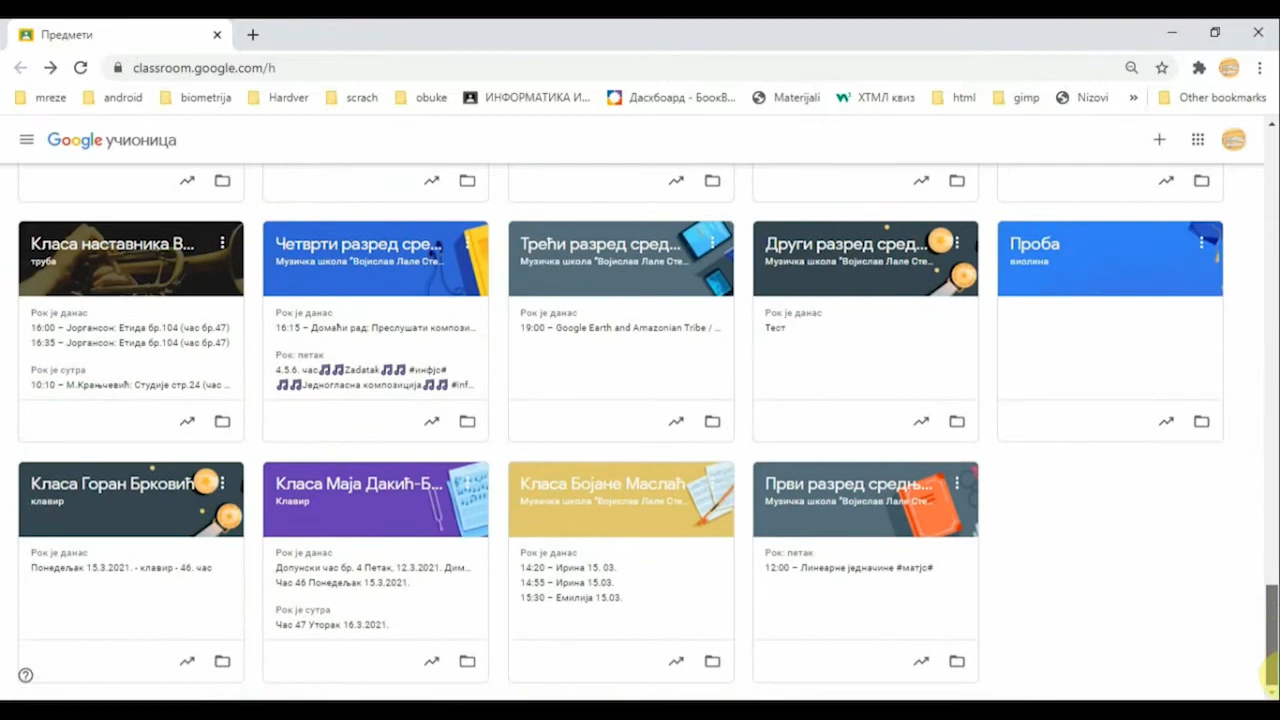 Предмети
classroom.google.com/h
mreze android biometrija Hardver scrach obuke ИНФОРМАТИКА И... Дасхбоард - БоокВ... Materijali ХТМЛ квиз html gimp Nizovi » Other bookmarks
Google учионица
Класа наставника В...
труба
Рок је данас
16:00 – Јоргансон: Етида бр.104 (час бр.47)
16:35 – Јоргансон: Етида бр.104 (час бр.47)
Рок је сутра
10:10 – М.Крањчевић: Студије стр.24 (час ...
Четврти разред сре...
Музичка школа "Војислав Лале Сте...
Рок је данас
16:15 – Домаћи рад: Преслушати компози...
Рок: петак
4.5.6. час🎵🎵Zadatak🎵🎵 #инфјс#
🎵🎵Једногласна композиција🎵🎵 #inf...
Трећи разред сред...
Музичка школа "Војислав Лале Сте...
Рок је данас
19:00 – Google Earth and Amazonian Tribe / ...
Други разред сред...
Музичка школа "Војислав Лале Сте...
Рок је данас
Тест
Проба
виолина
Класа Горан Брковић
клавир
Рок је данас
Понедељак 15.3.2021. - клавир - 46. час
Класа Маја Дакић-Б...
Клавир
Рок је данас
Допунски час бр. 4 Петак, 12.3.2021. Дим...
Час 46 Понедељак 15.3.2021.
Рок је сутра
Час 47 Уторак 16.3.2021.
Класа Бојане Маслаћ
Музичка школа "Војислав Лале Сте...
Рок је данас
14:20 – Ирина 15. 03.
14:55 – Ирина 15.03.
15:30 – Емилија 15.03.
Први разред средњ...
Музичка школа "Војислав Лале Сте...
Рок: петак
12:00 – Линеарне једначине #матјс#